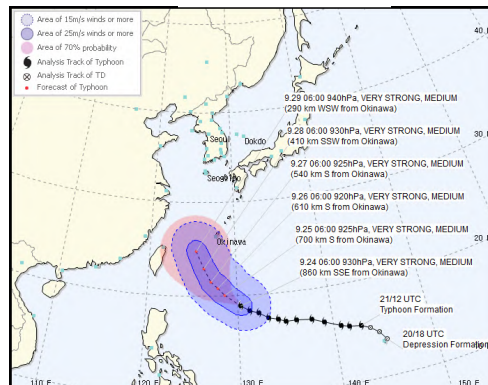 Area of 15m/s winds or more
Area of 25m/s winds or more
Area of 70% probability
Analysis Track of Typhoon
Analysis Track of TD
Forecast of Typhoon
9.29 06:00 940hPa, VERY STRONG, MEDIUM
(290 km WSW from Okinawa)
9.28 06:00 930hPa, VERY STRONG, MEDIUM
(410 km SSW from Okinawa)
9.27 06:00 925hPa, VERY STRONG, MEDIUM
(540 km S from Okinawa)
9.26 06:00 920hPa, VERY STRONG, MEDIUM
(610 km S from Okinawa)
9.25 06:00 925hPa, VERY STRONG, MEDIUM
(700 km S from Okinawa)
9.24 06:00 930hPa, VERY STRONG, MEDIUM
(860 km SSE from Okinawa)
Seoul
Dokdo
Okinawa
21/12 UTC
Typhoon Formation
20/18 UTC
Depression Formation
110 E
120 E
130 E
140 E
150 E